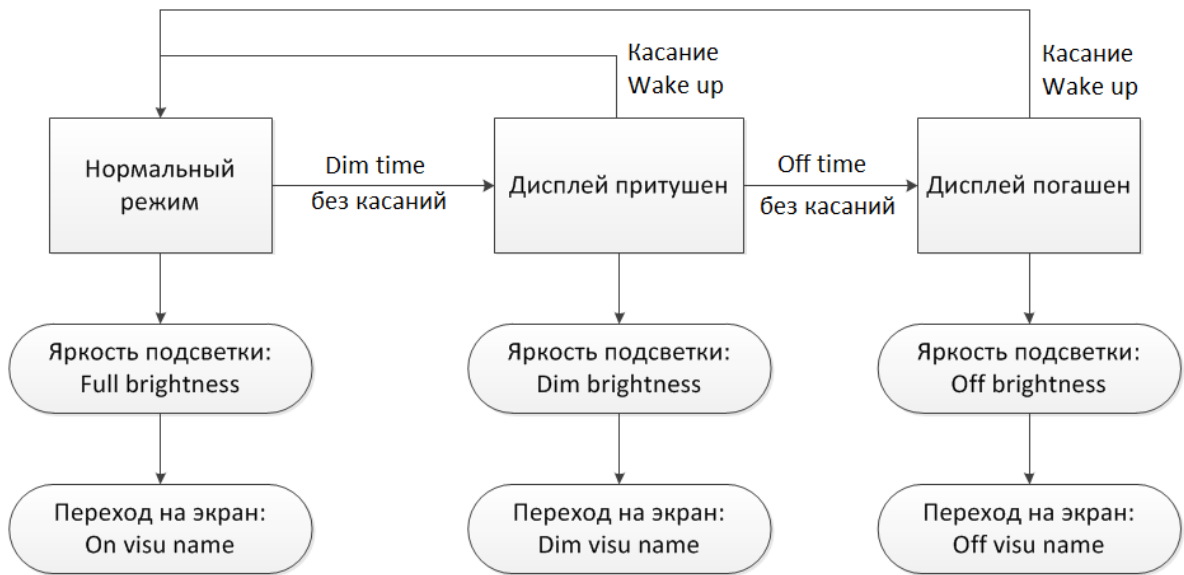 Касание
Wake up
Касание
Wake up
Нормальный
режим
Dim time
без касаний
Дисплей притушен
Off time
без касаний
Дисплей погашен
Яркость подсветки:
Full brightness
Яркость подсветки:
Dim brightness
Яркость подсветки:
Off brightness
Переход на экран:
On visu name
Переход на экран:
Dim visu name
Переход на экран:
Off visu name